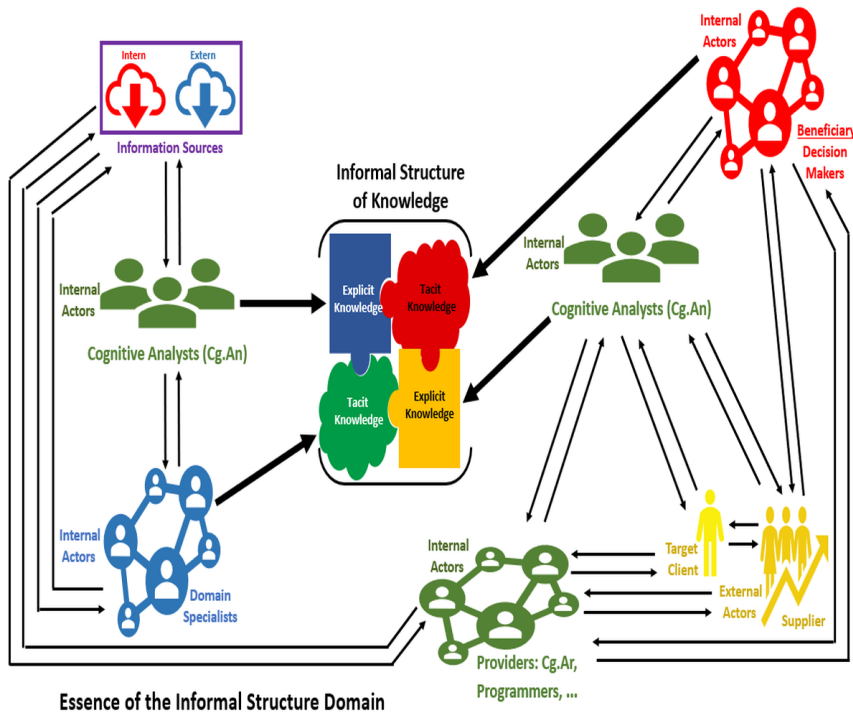 Intern
Extern
Information Sources
Internal
Actors
Cognitive Analysts (Cg.An)
Internal
Actors
Domain
Specialists
Informal Structure
of Knowledge
Explicit
Knowledge
Tacit
Knowledge
Tacit
Knowledge
Explicit
Knowledge
Internal
Actors
Beneficiary
Decision
Makers
Internal
Actors
Cognitive Analysts (Cg.An)
Internal
Actors
Providers: Cg.Ar,
Programmers, ...
Target
Client
External
Actors
Supplier
Essence of the Informal Structure Domain